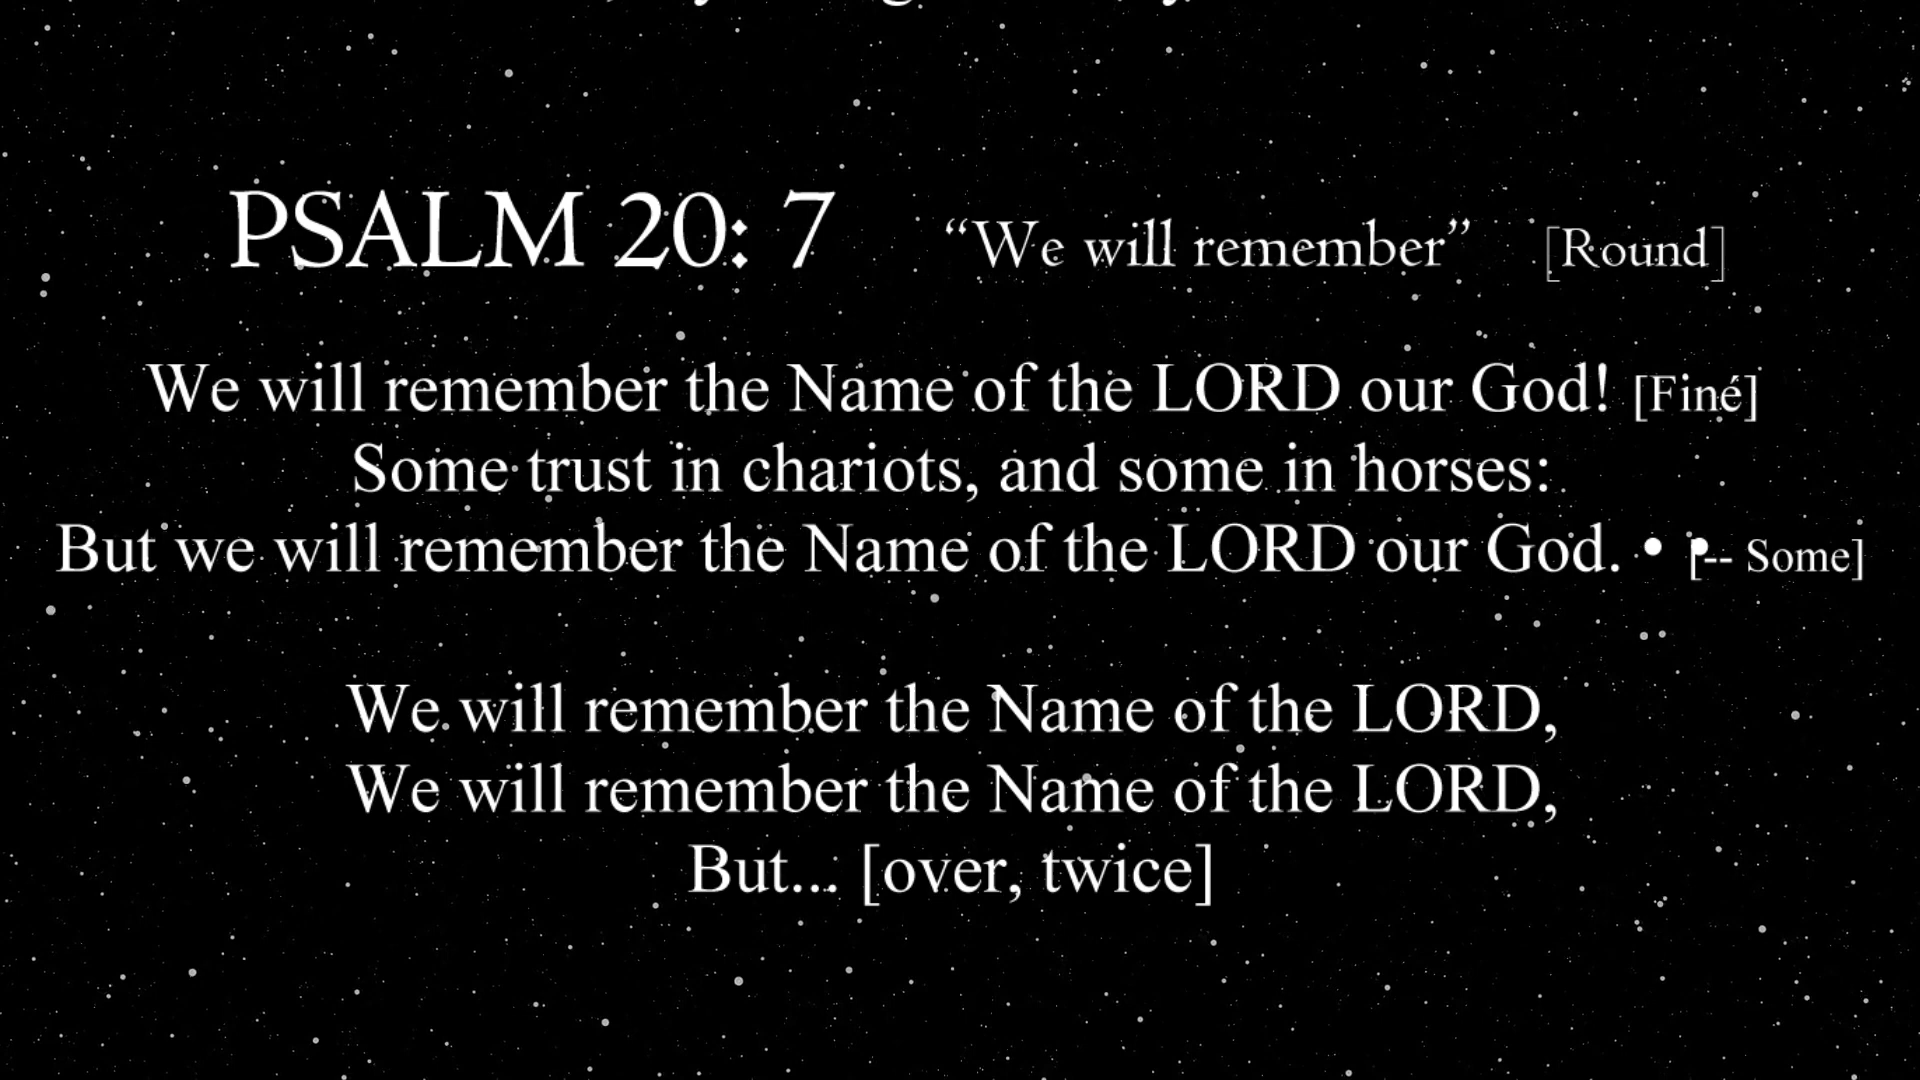 PSALM 20: 7 “We will remember” [Round]
We will remember the Name of the LORD our God! [Finé]
Some trust in chariots, and some in horses:
But we will remember the Name of the LORD our God. • •
[-- Some]
We will remember the Name of the LORD,
We will remember the Name of the LORD,
But... [over, twice]